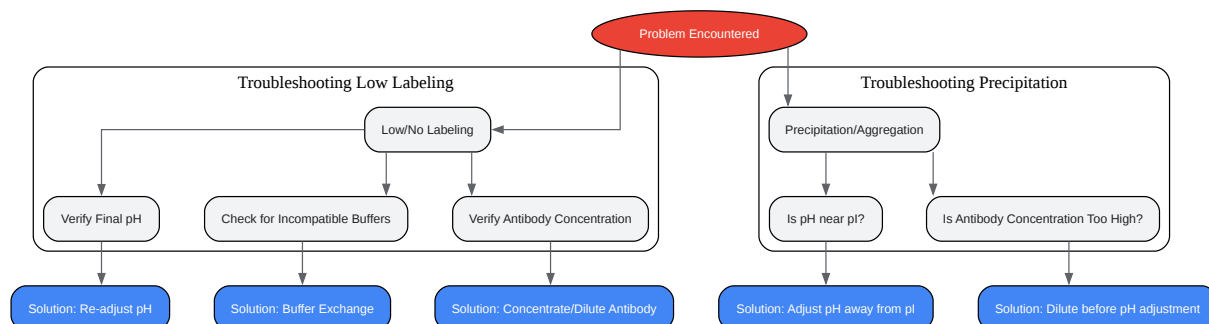 Problem Encountered
Troubleshooting Low Labeling
Troubleshooting Precipitation
Low/No Labeling
Precipitation/Aggregation
Verify Final pH
Check for Incompatible Buffers
Verify Antibody Concentration
Is pH near pI?
Is Antibody Concentration Too High?
Solution: Re-adjust pH
Solution: Buffer Exchange
Solution: Concentrate/Dilute Antibody
Solution: Adjust pH away from pI
Solution: Dilute before pH adjustment